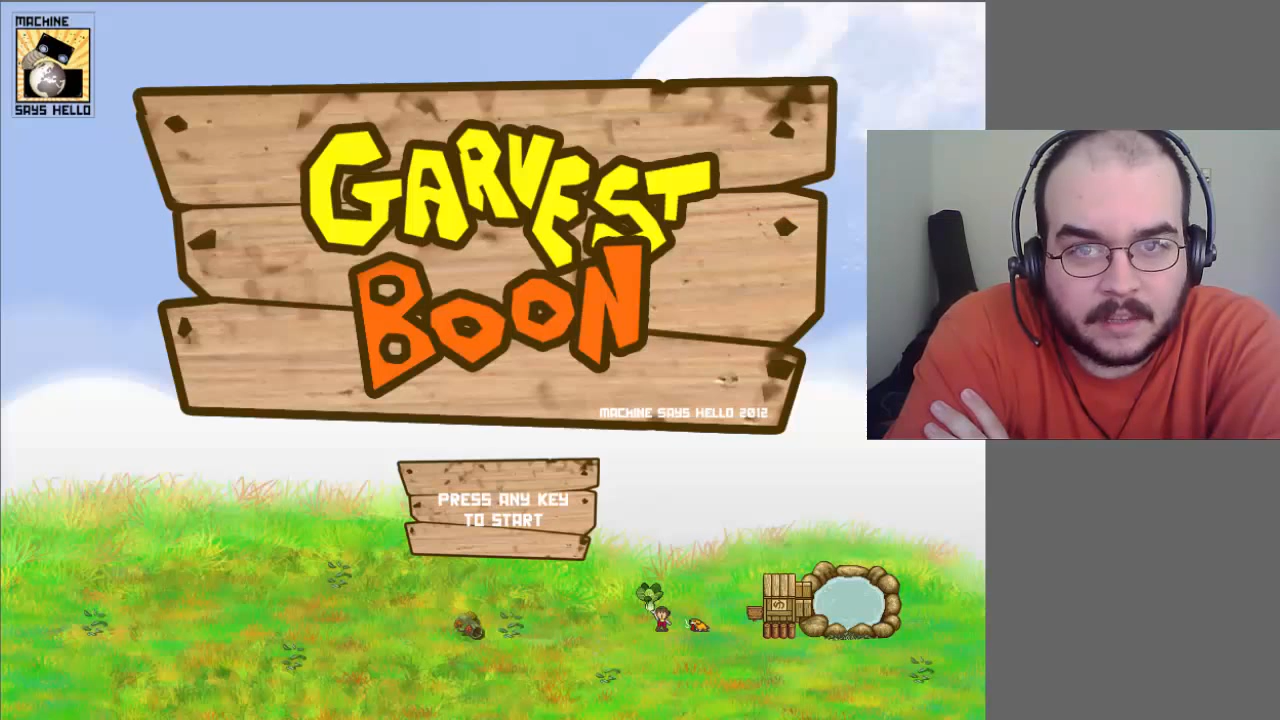 MACHINE
SAYS HELLO
GARVEST
BOON
MACHINE SAYS HELLO 2012
PRESS ANY KEY
TO START